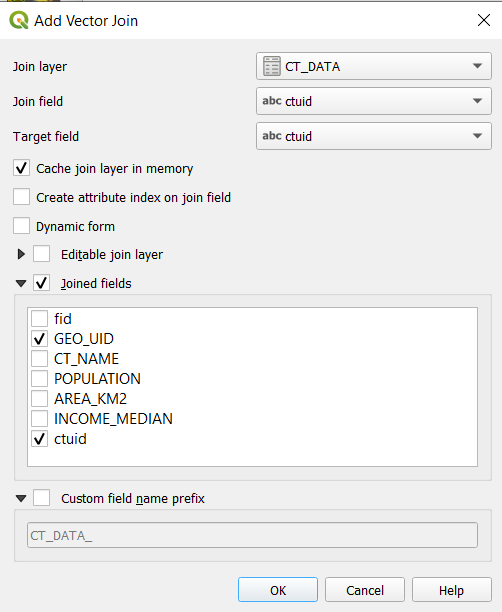 Add Vector Join
Join layer CT_DATA
Join field abc ctuid
Target field abc ctuid
Cache join layer in memory
Create attribute index on join field
Dynamic form
Editable join layer
Joined fields
fid
GEO_UID
CT_NAME
POPULATION
AREA_KM2
INCOME_MEDIAN
ctuid
Custom field name prefix
CT_DATA_
OK Cancel Help